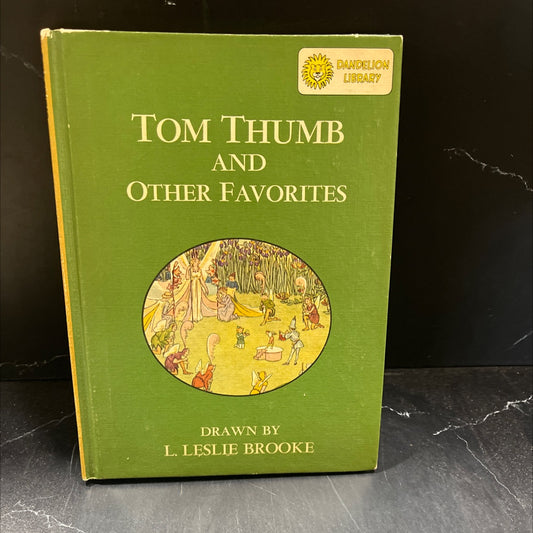 DANDELION
LIBRARY
TOM THUMB
AND
OTHER FAVORITES
DRAWN BY
L. LESLIE BROOKE